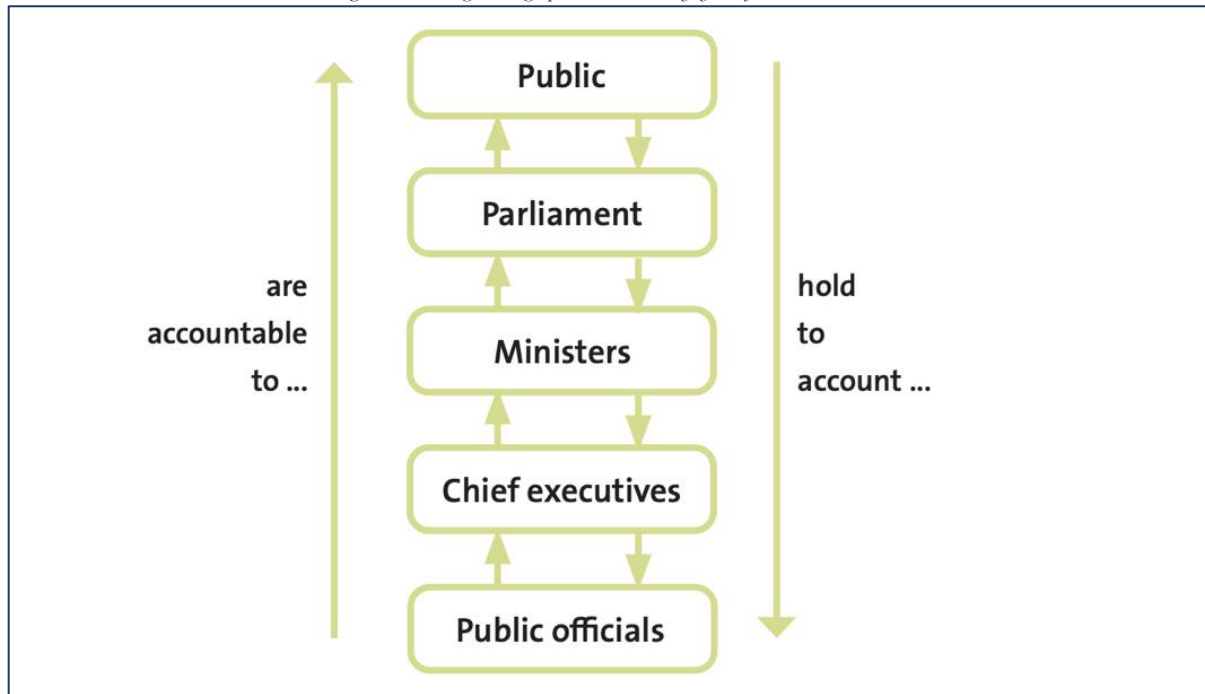 Public
Parliament
are
accountable
to ...
hold
to
account ...
Ministers
Chief executives
Public officials